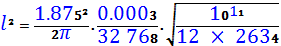 l² = 1.875² / 2π . 0.0003 / 32 768 . √(1011 / (12 × 2634))